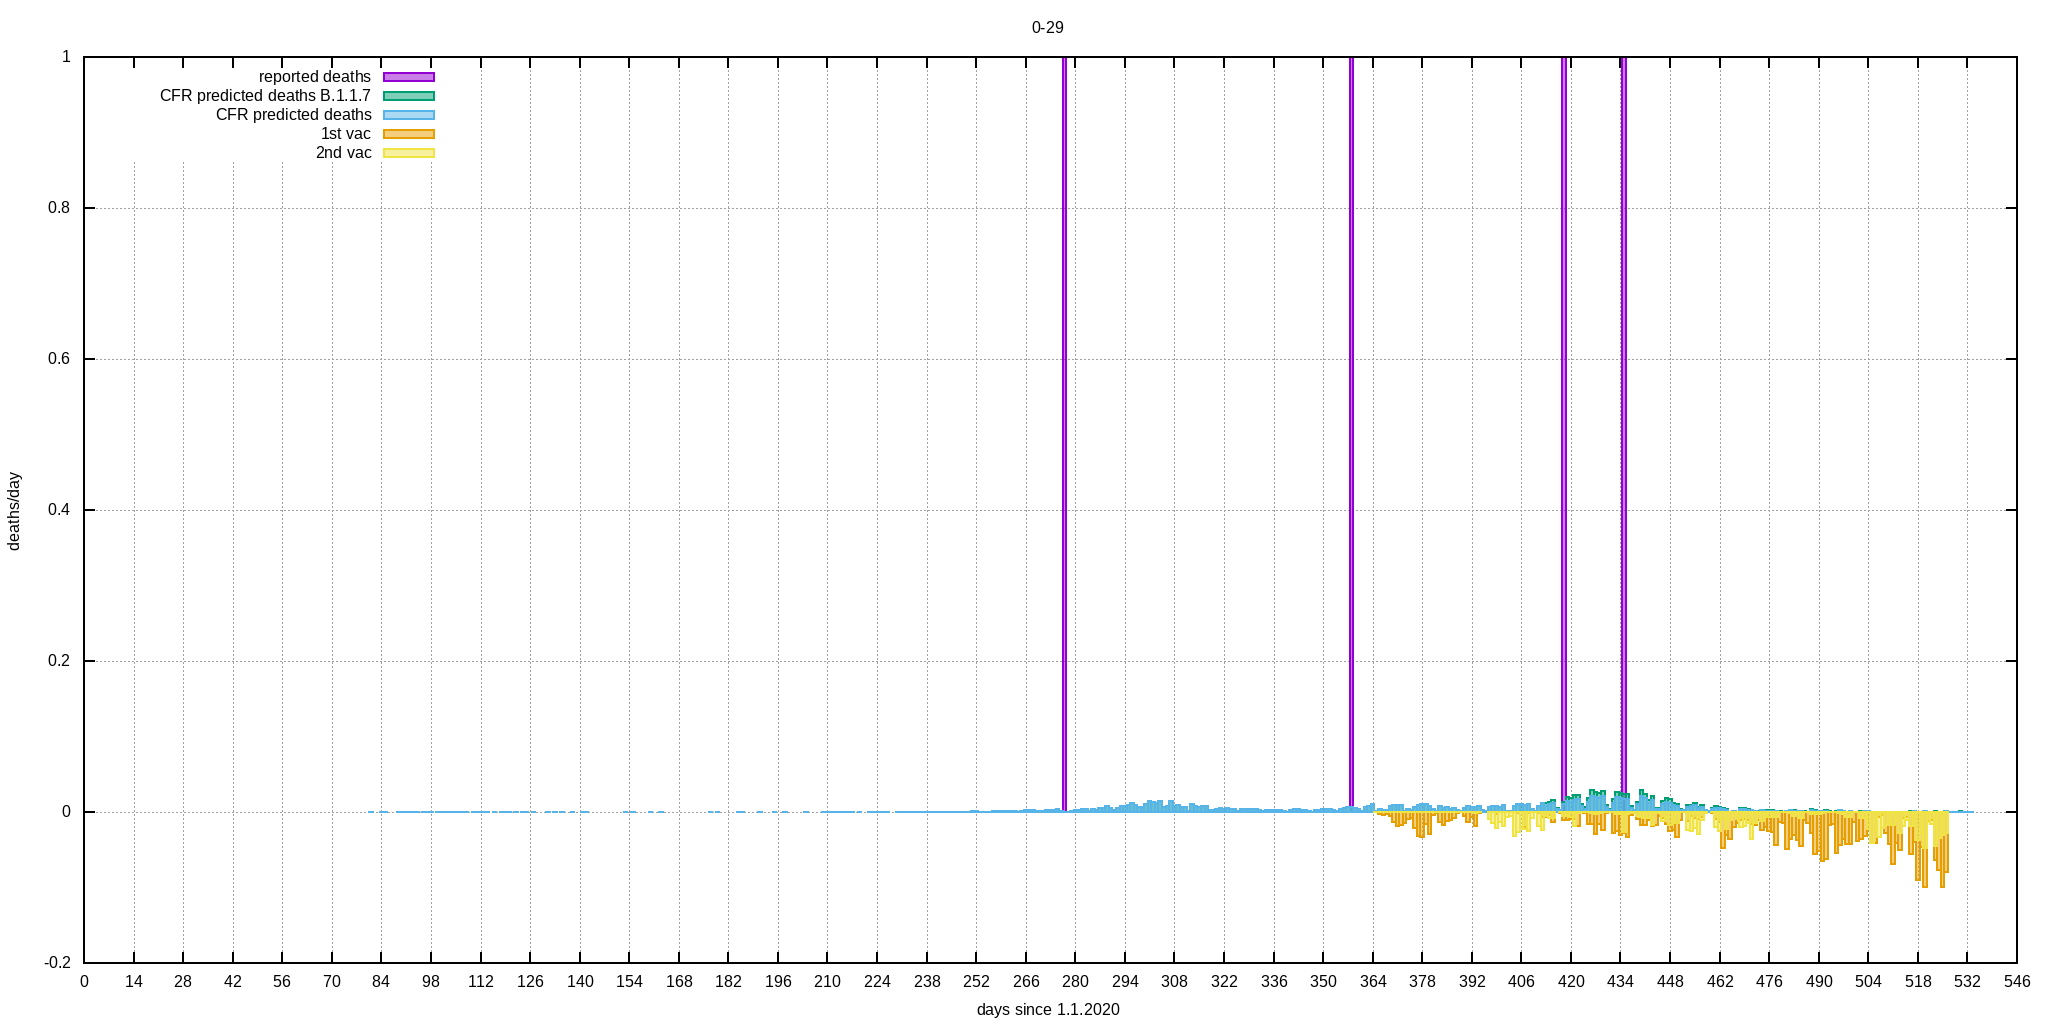 0-29
1
reported deaths
CFR predicted deaths B.1.1.7
CFR predicted deaths
1st vac
2nd vac
0.8
0.6
deaths/day
0.4
0.2
0
-0.2
0 14 28 42 56 70 84 98 112 126 140 154 168 182 196 210 224 238 252 266 280 294 308 322 336 350 364 378 392 406 420 434 448 462 476 490 504 518 532 546
days since 1.1.2020